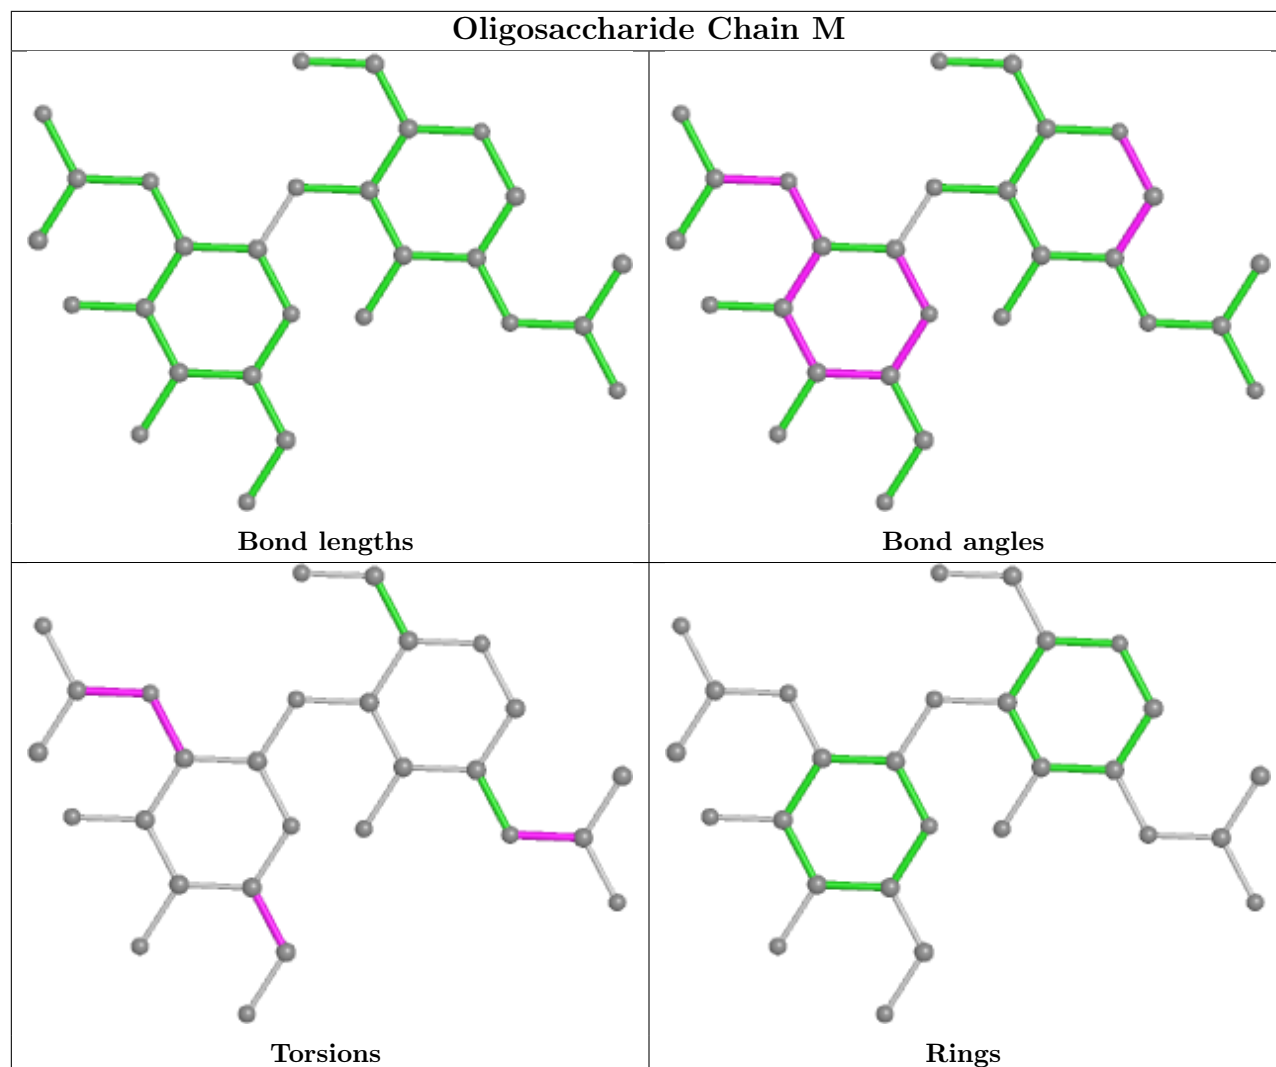 Oligosaccharide Chain M
Bond lengths
Bond angles
Torsions
Rings